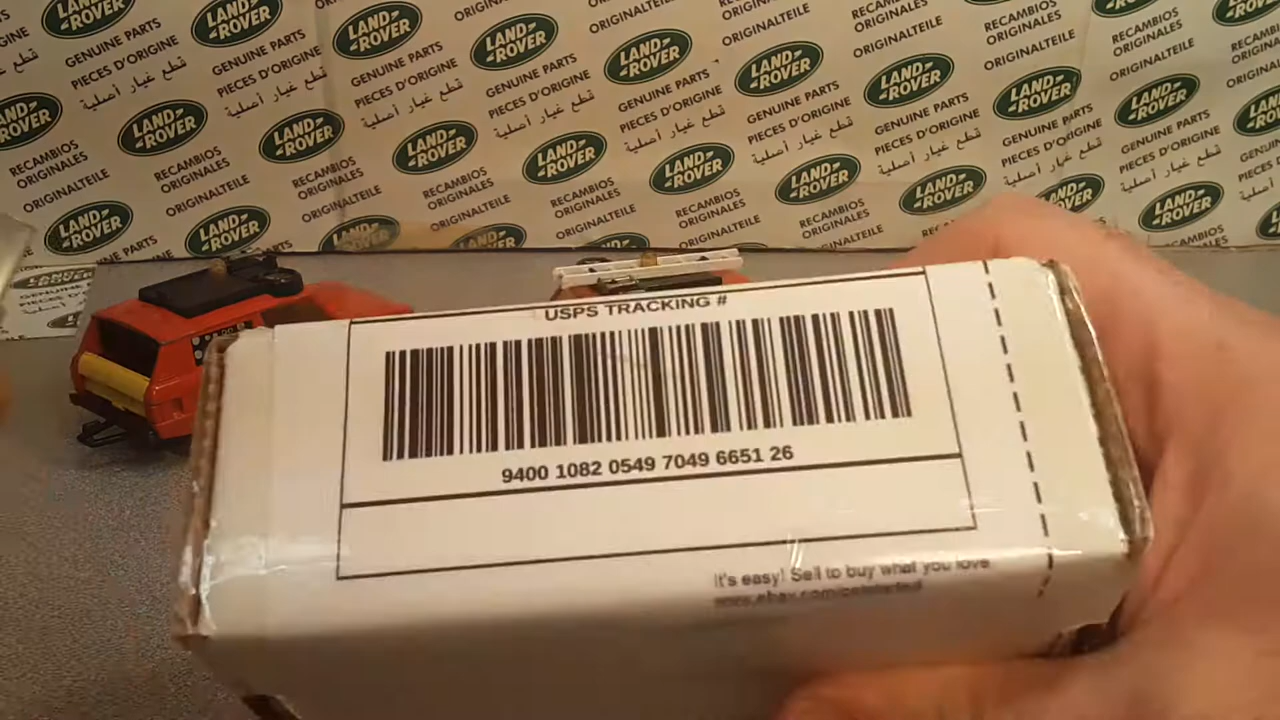 LAND ROVER
GENUINE PARTS
PIECES D'ORIGINE
قطع غيار أصلية
RECAMBIOS
ORIGINALES
ORIGINALTEILE
USPS TRACKING #
9400 1082 0549 7049 6651 26
It's easy! Sell to buy what you love.